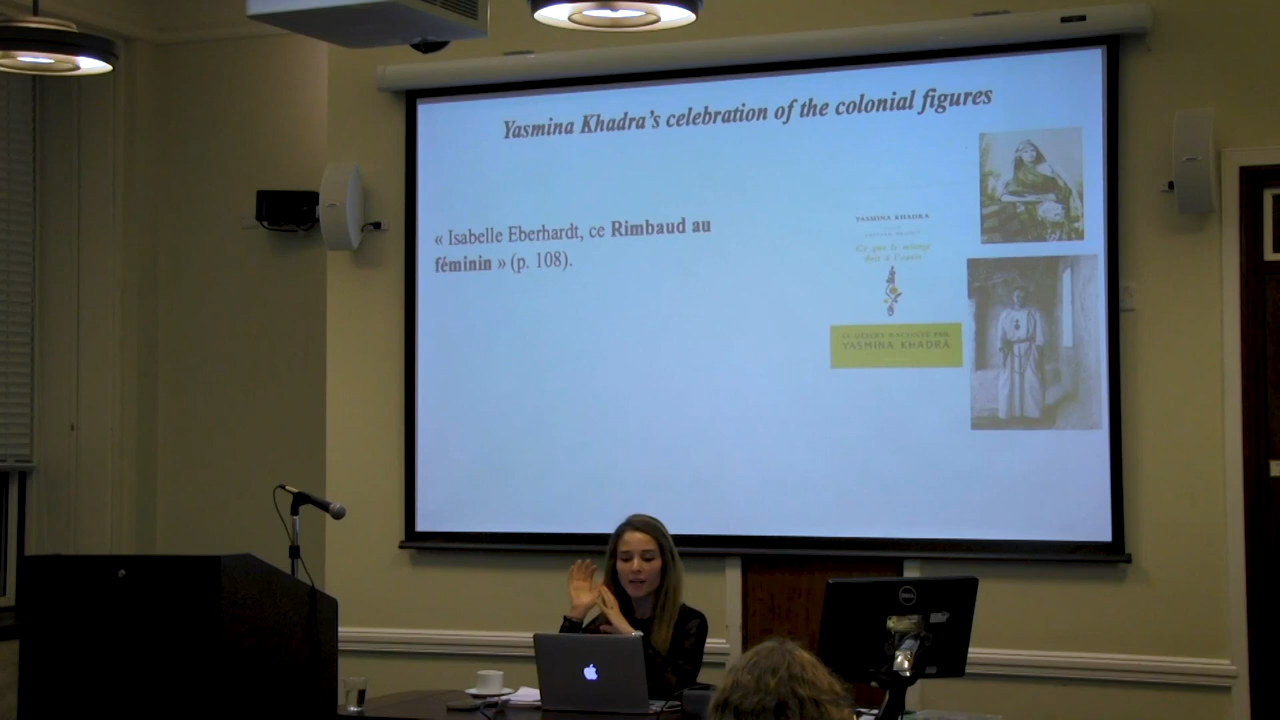 Yasmina Khadra's celebration of the colonial figures
« Isabelle Eberhardt, ce Rimbaud au
féminin » (p. 108).
YASMINA KHADRA
Ce que le mirage
doit à l'oasis
YASMINA KHADRA
DELL